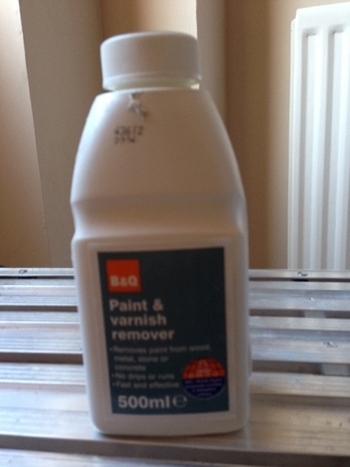 B&Q
Paint &
varnish
remover
• Removes paint from wood,
metal, stone or
concrete
• No drips or runs
• Fast and effective
500ml e